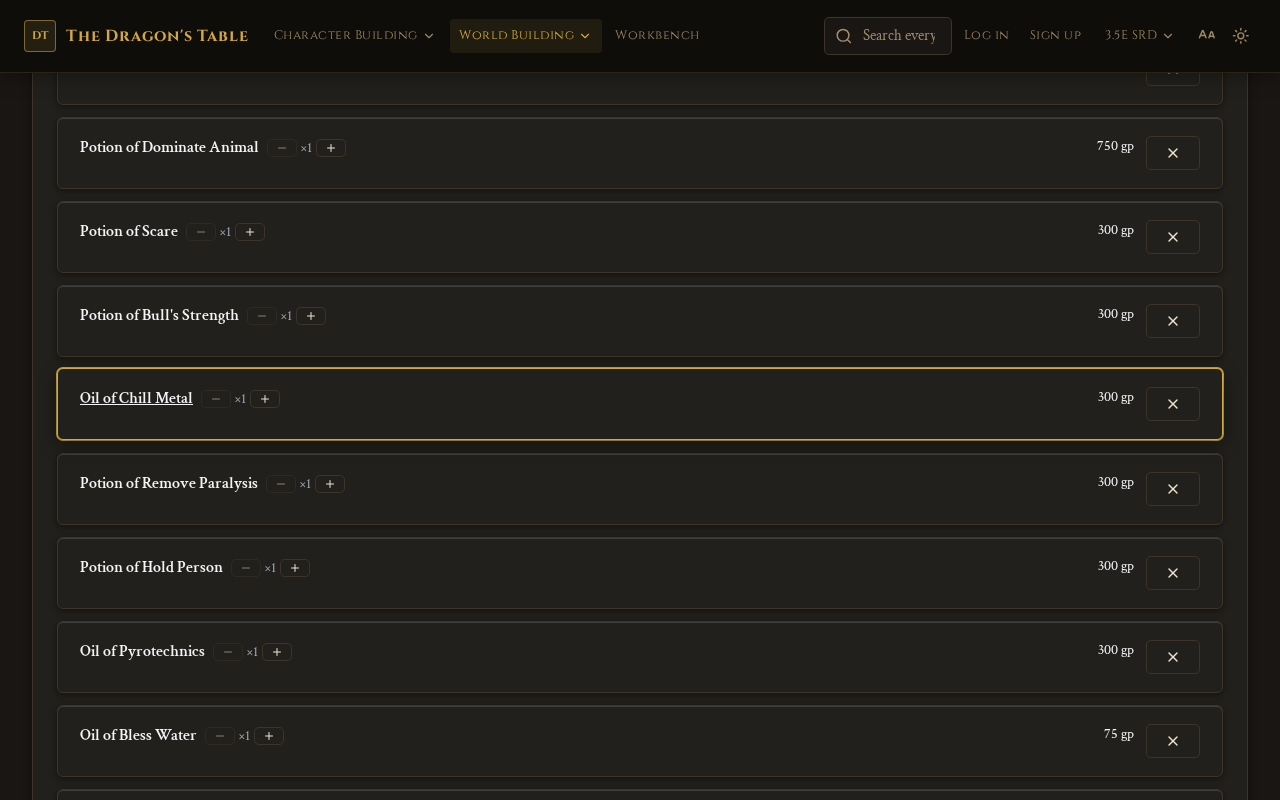 DT The Dragon's Table Character Building World Building Workbench Search every Log in Sign up 3.5E SRD AA
Potion of Dominate Animal − ×1 + 750 gp ×
Potion of Scare − ×1 + 300 gp ×
Potion of Bull's Strength − ×1 + 300 gp ×
Oil of Chill Metal − ×1 + 300 gp ×
Potion of Remove Paralysis − ×1 + 300 gp ×
Potion of Hold Person − ×1 + 300 gp ×
Oil of Pyrotechnics − ×1 + 300 gp ×
Oil of Bless Water − ×1 + 75 gp ×